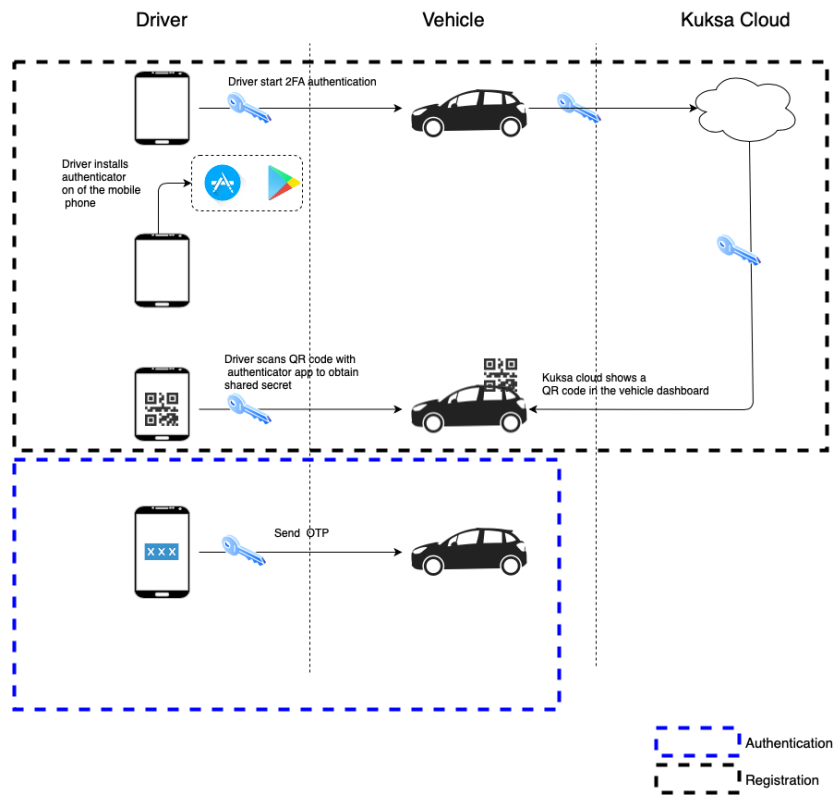 Driver
Vehicle
Kuksa Cloud
Driver start 2FA authentication
Driver installs
authenticator
on of the mobile
phone
Driver scans QR code with
authenticator app to obtain
shared secret
Kuksa cloud shows a
QR code in the vehicle dashboard
X X X
Send OTP
Authentication
Registration